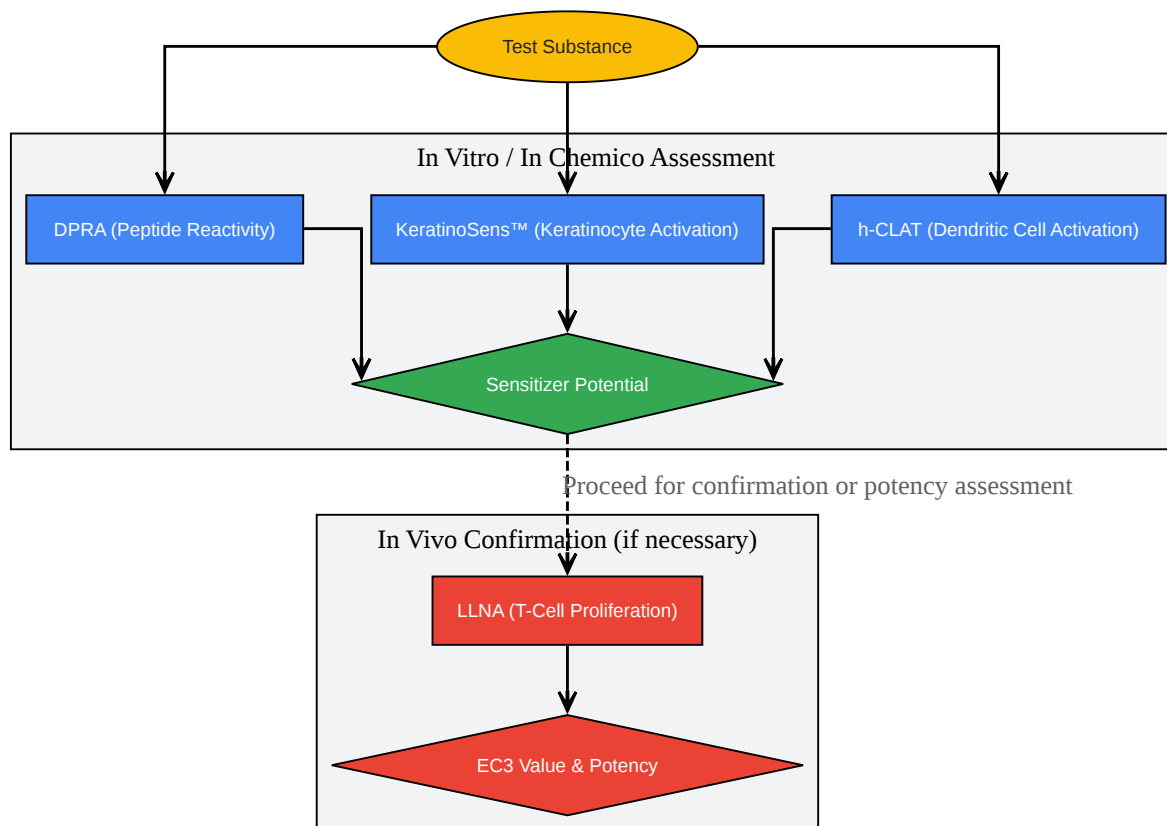 Test Substance
In Vitro / In Chemico Assessment
DPRA (Peptide Reactivity)
KeratinoSens™ (Keratinocyte Activation)
h-CLAT (Dendritic Cell Activation)
Sensitizer Potential
Proceed for confirmation or potency assessment
In Vivo Confirmation (if necessary)
LLNA (T-Cell Proliferation)
EC3 Value & Potency